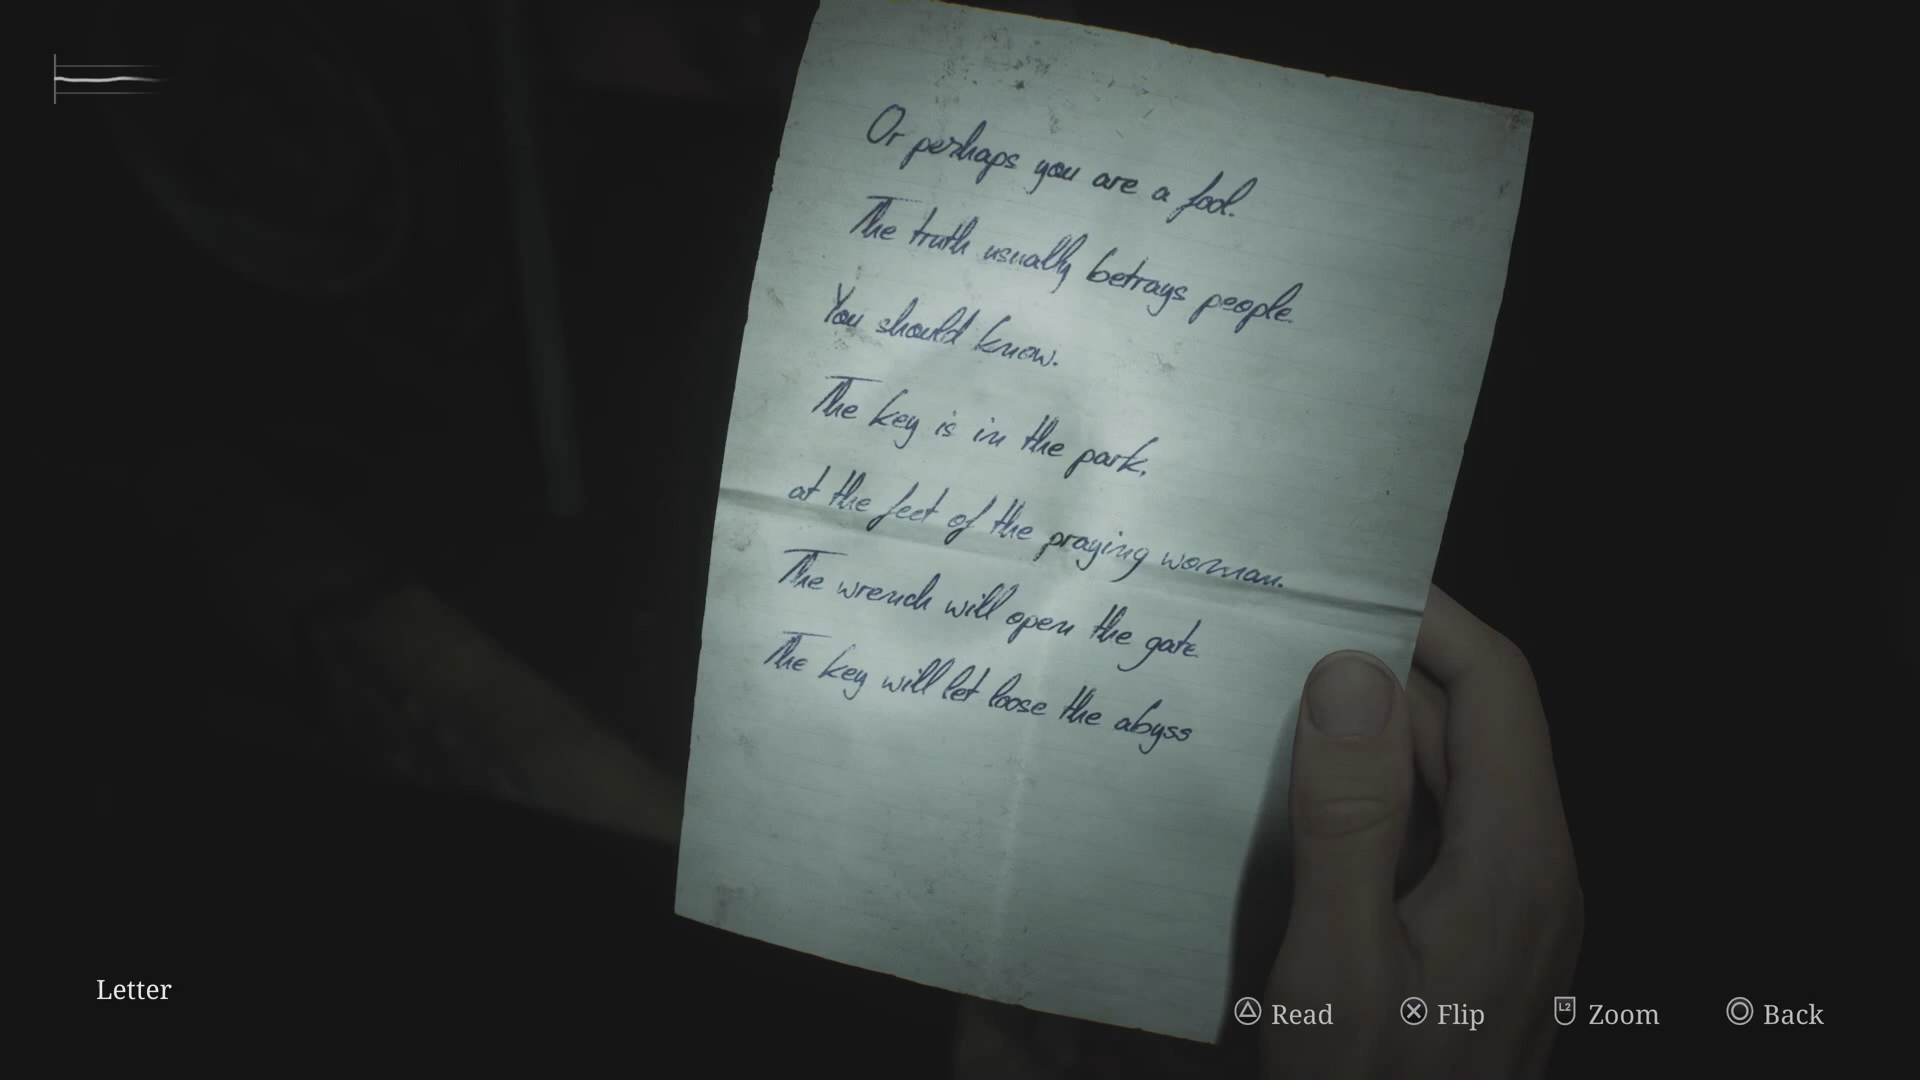 Or perhaps you are a fool.
The truth usually betrays people.
You should know.
The key is in the park,
at the feet of the praying woman.
The wrench will open the gate.
The key will let loose the abyss
Letter
Read
Flip
L2
Zoom
Back